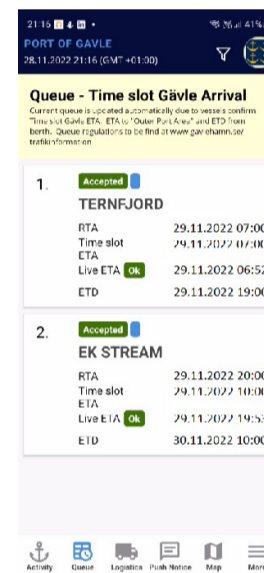 21:16
41%
PORT OF GAVLE
28.11.2022 21:16 (GMT +01:00)
Queue - Time slot Gävle Arrival
Current queue is updated automatically due to vessels confirm
Time slot Gävle ETA, ETA to "Outer Port Area" and ETD from
berth. Queue regulations to be find at www.gavlehamn.se/
trafikinformation
1. Accepted
TERNFJORD
RTA 29.11.2022 07:00
Time slot ETA 29.11.2022 07:00
Live ETA Ok 29.11.2022 06:52
ETD 29.11.2022 19:00
2. Accepted
EK STREAM
RTA 29.11.2022 20:00
Time slot ETA 29.11.2022
Live ETA Ok 29.11.2022
ETD 30.11.2022 10:00
Activity Queue Logistics Push Notice Map More